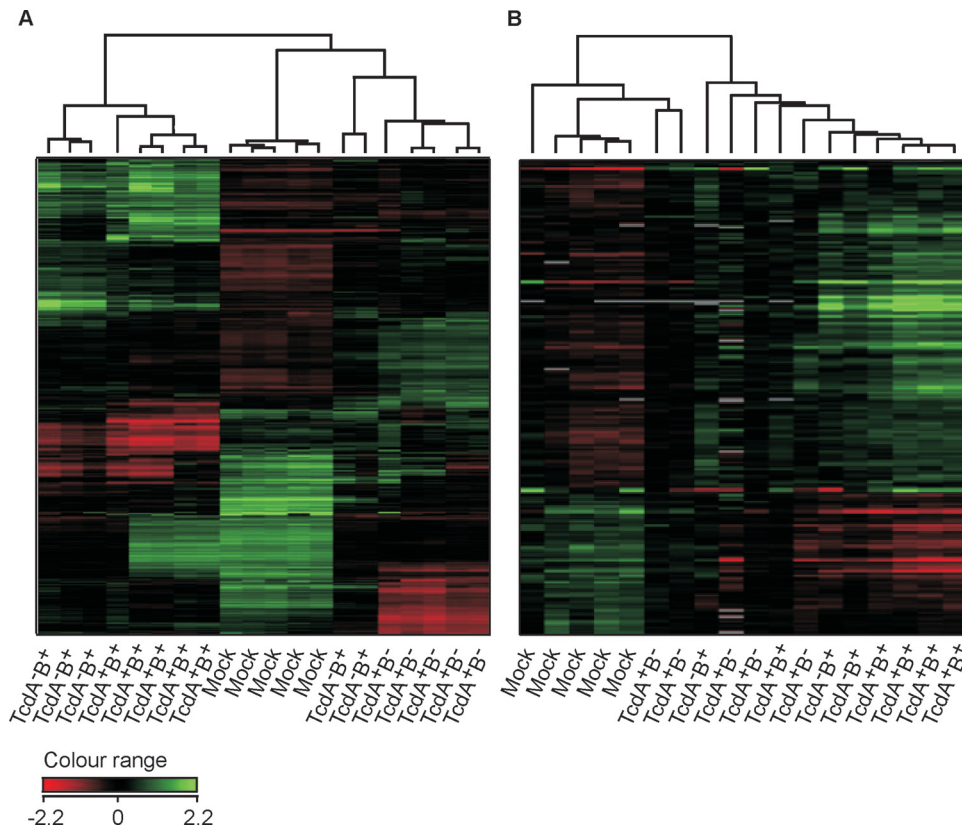 A
B
TcdA⁻B⁺
TcdA⁻B⁺
TcdA⁻B⁺
TcdA⁺B⁺
TcdA⁺B⁺
TcdA⁺B⁺
TcdA⁺B⁺
TcdA⁺B⁺
Mock
Mock
Mock
Mock
Mock
TcdA⁻B⁺
TcdA⁻B⁺
TcdA⁺B⁻
TcdA⁺B⁻
TcdA⁺B⁻
TcdA⁺B⁻
TcdA⁺B⁻
Mock
Mock
Mock
Mock
Mock
TcdA⁺B⁻
TcdA⁺B⁻
TcdA⁻B⁺
TcdA⁺B⁻
TcdA⁺B⁻
TcdA⁺B⁺
TcdA⁺B⁻
TcdA⁻B⁺
TcdA⁻B⁺
TcdA⁺B⁺
TcdA⁺B⁺
TcdA⁺B⁺
TcdA⁺B⁺
Colour range
-2.2 0 2.2